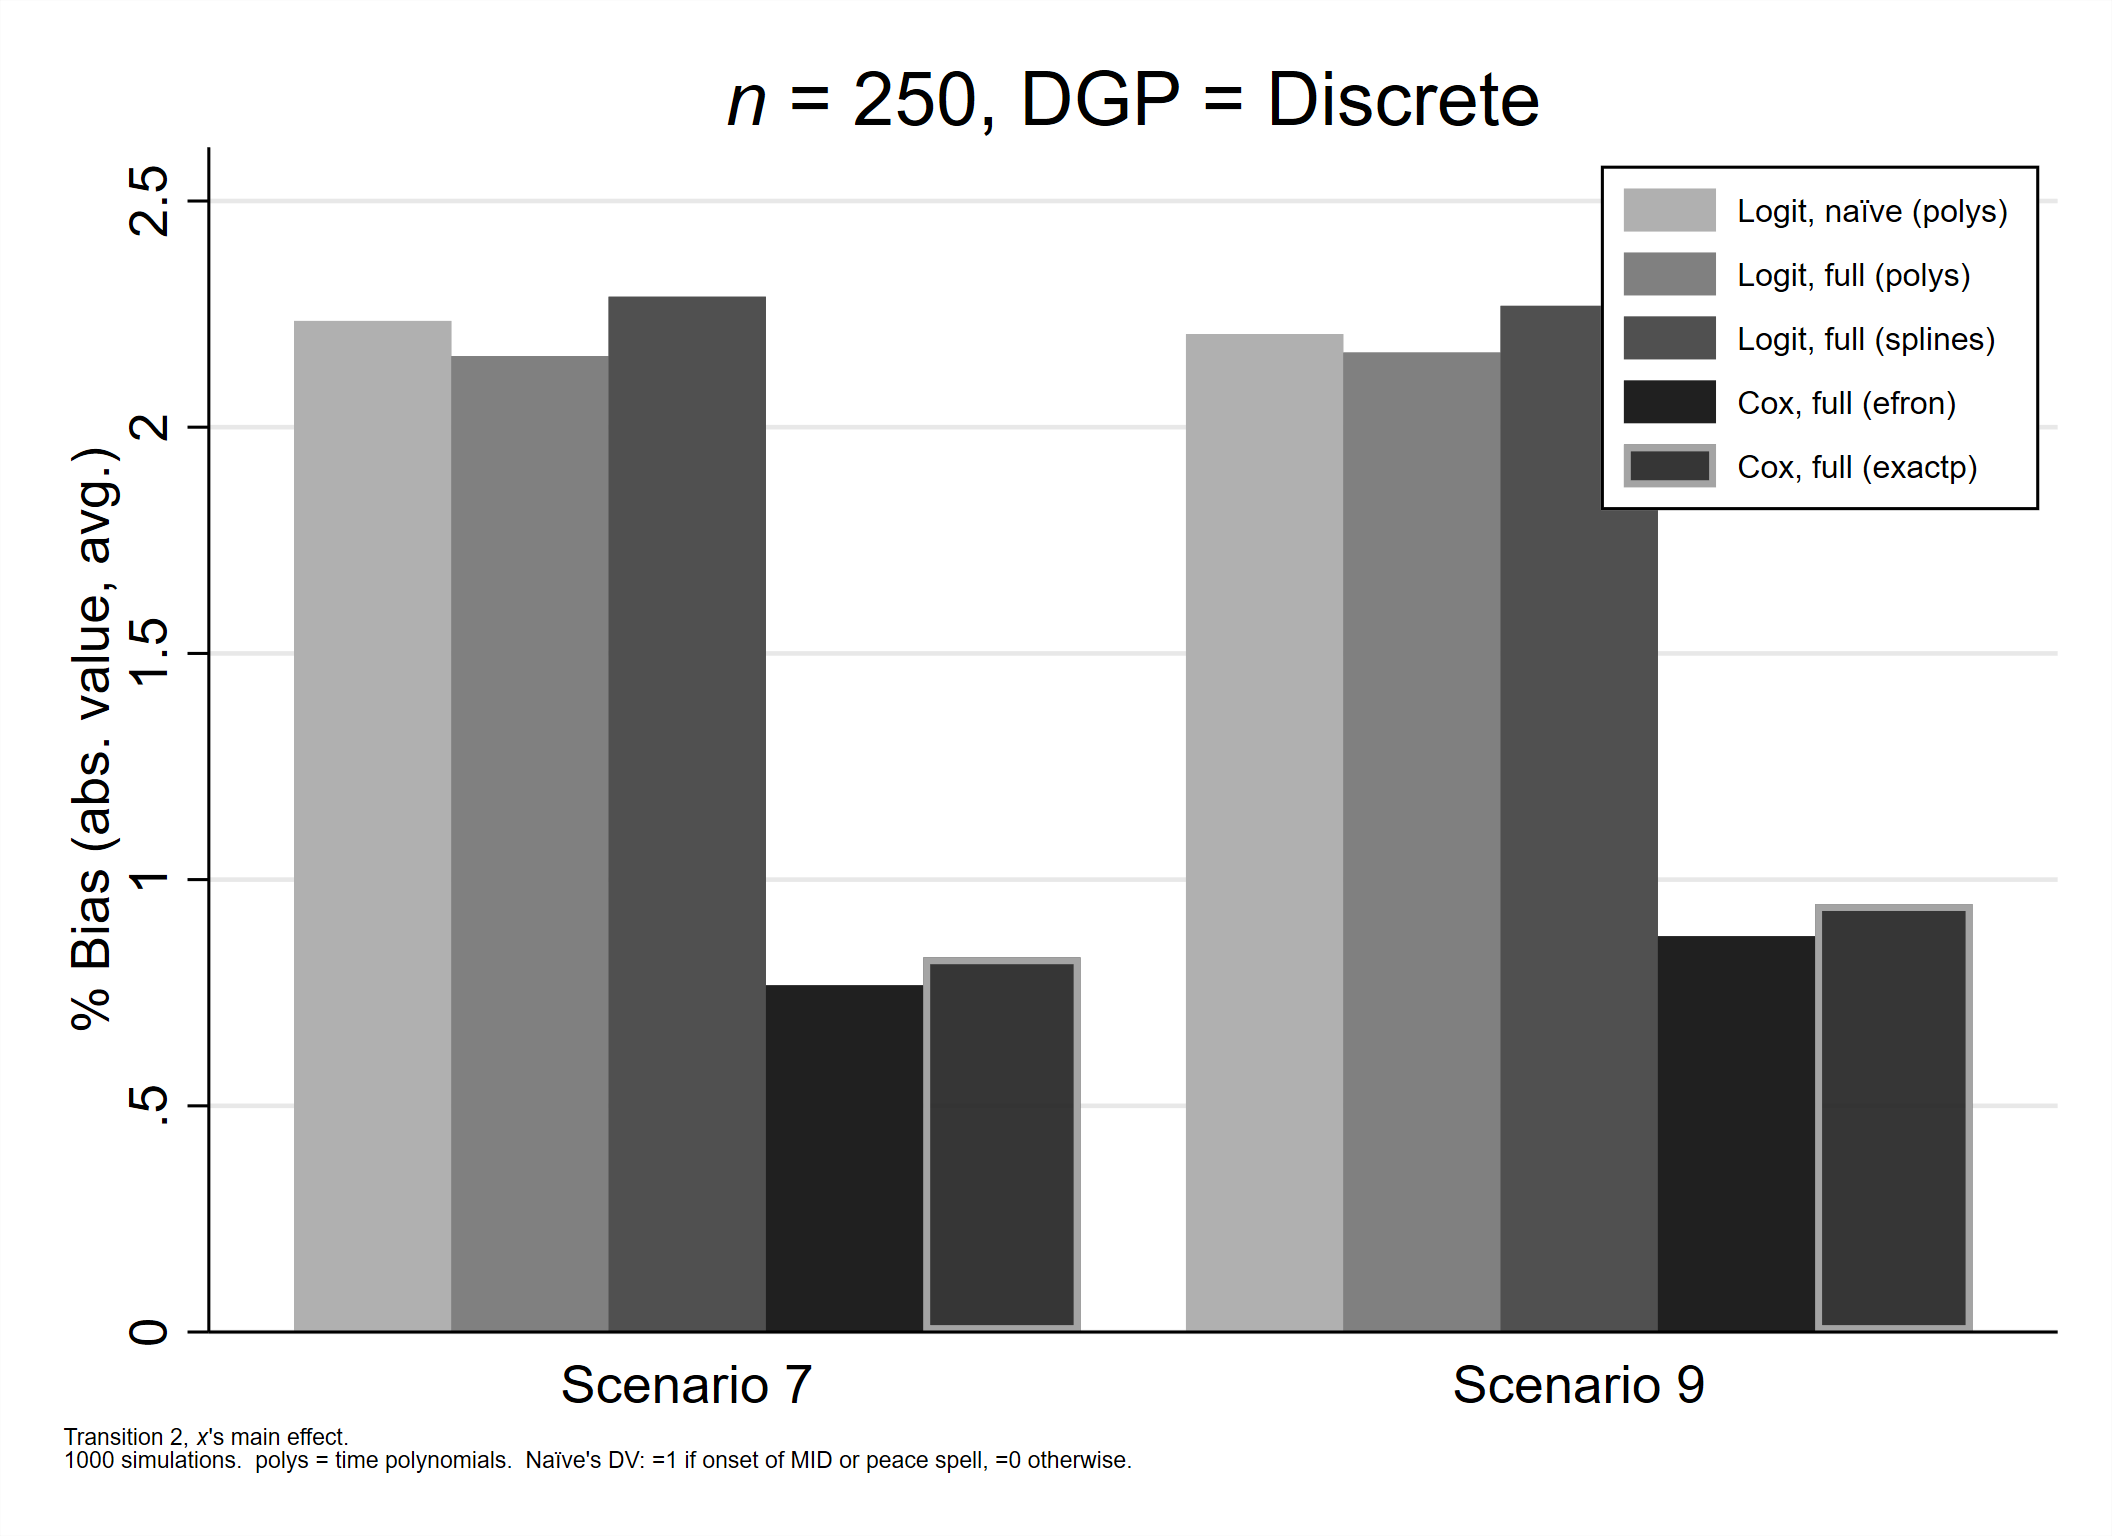 n = 250, DGP = Discrete
% Bias (abs. value, avg.)
2.5
2
1.5
1
.5
0
Logit, naïve (polys)
Logit, full (polys)
Logit, full (splines)
Cox, full (efron)
Cox, full (exactp)
Scenario 7
Scenario 9
Transition 2, x's main effect.
1000 simulations.  polys = time polynomials.  Naïve's DV: =1 if onset of MID or peace spell, =0 otherwise.